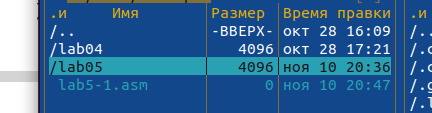 .и Имя Размер Время правки
/.. -ВВЕРХ- окт 28 16:09 /..
/lab04 4096 окт 28 17:21 /.
/lab05 4096 ноя 10 20:36 /.
lab5-1.asm 0 ноя 10 20:47 /.g
/.l